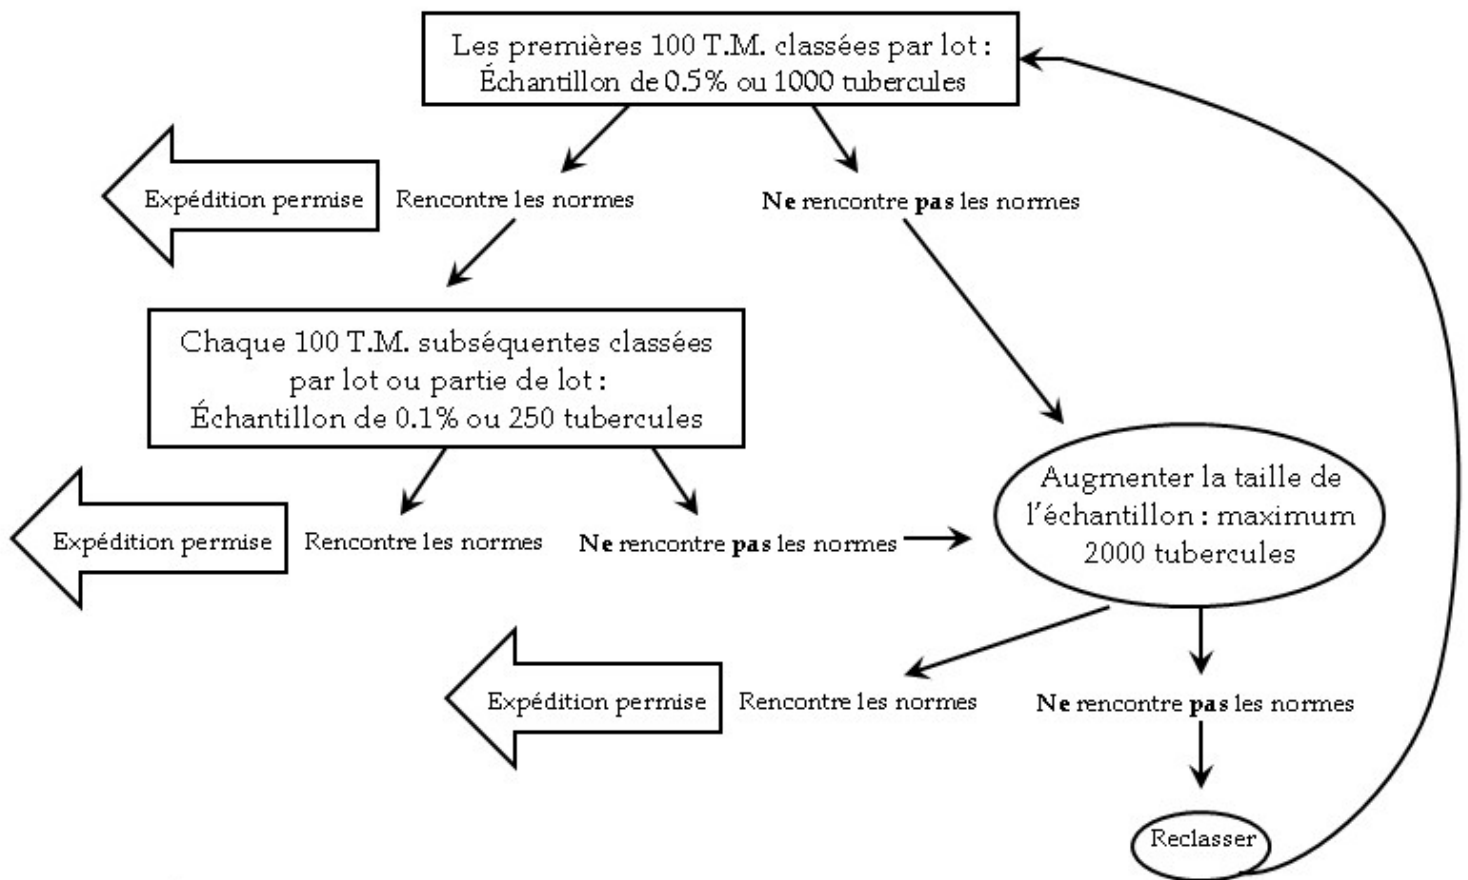 Les premières 100 T.M. classées par lot :
Échantillon de 0.5% ou 1000 tubercules
Expédition permise
Rencontre les normes
Ne rencontre pas les normes
Chaque 100 T.M. subséquentes classées
par lot ou partie de lot :
Échantillon de 0.1% ou 250 tubercules
Augmenter la taille de
l'échantillon : maximum
2000 tubercules
Expédition permise
Rencontre les normes
Ne rencontre pas les normes
Expédition permise
Rencontre les normes
Ne rencontre pas les normes
Reclasser